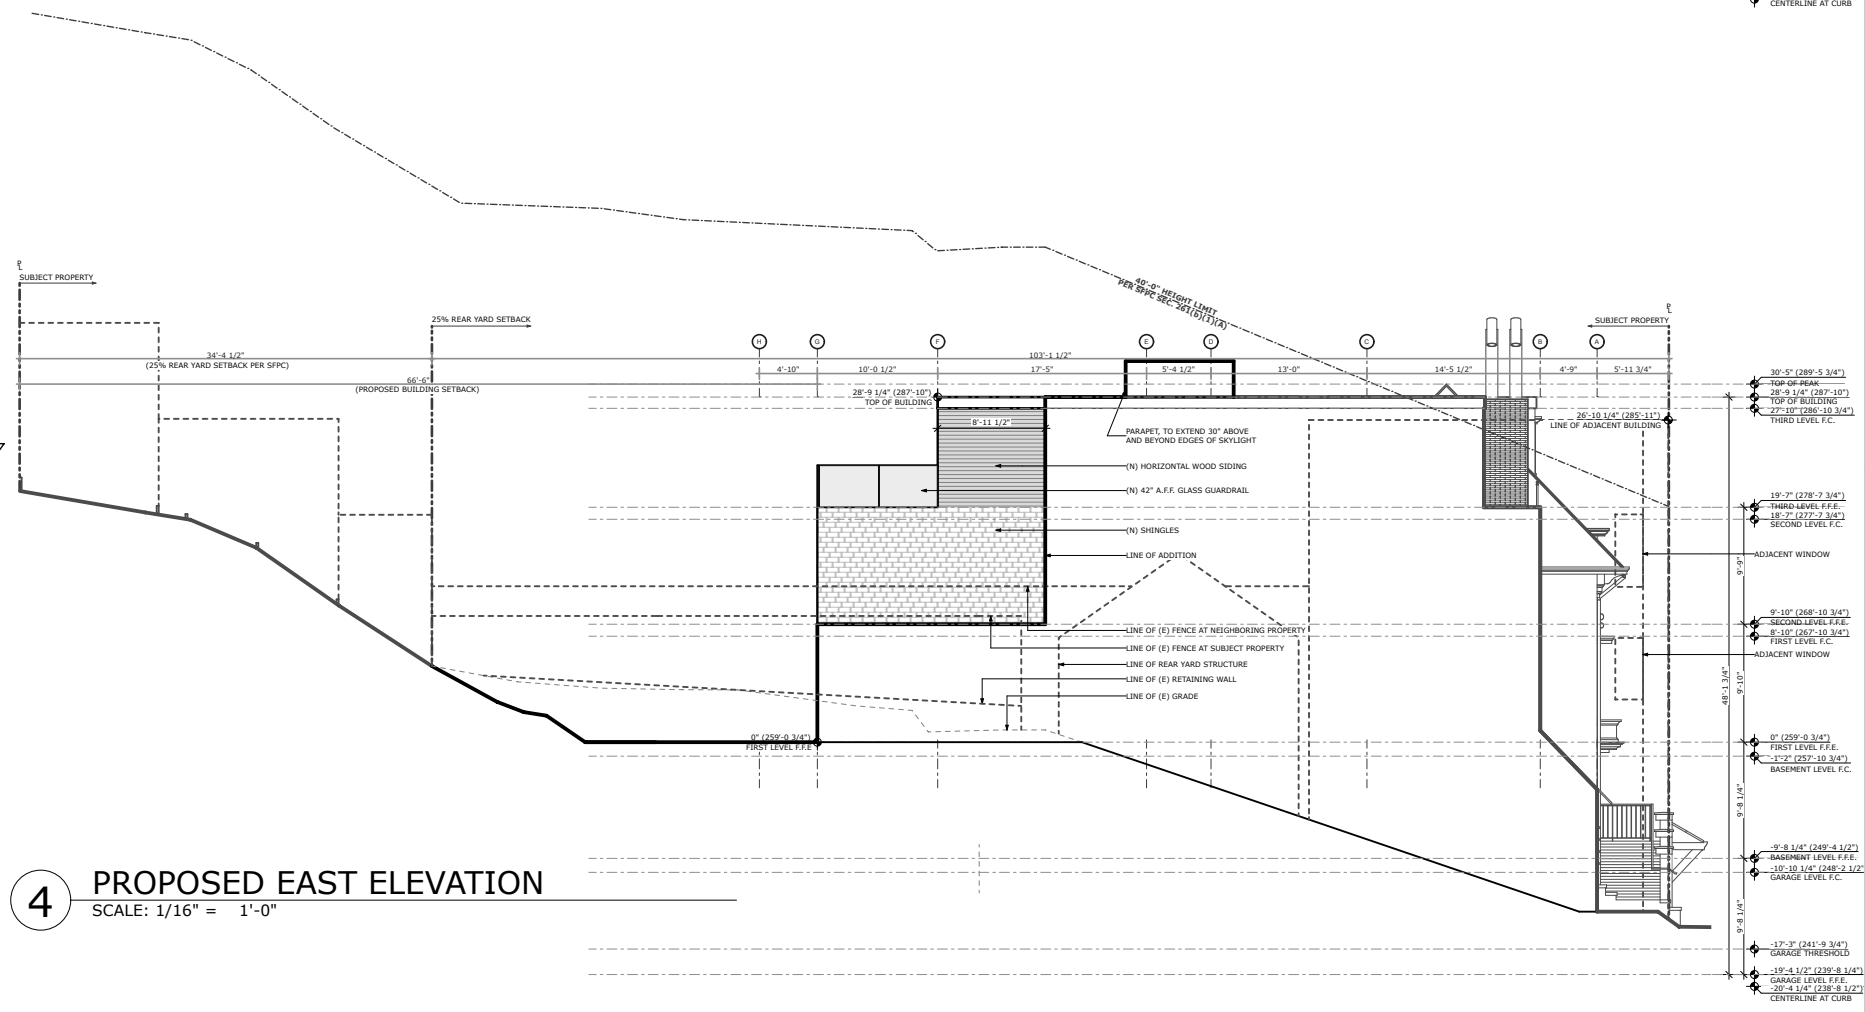 CENTERLINE AT CURB
40'-0" HEIGHT LIMIT
PER SFPC SEC. 261(b)(1)(A)
PL
SUBJECT PROPERTY
25% REAR YARD SETBACK
PL
SUBJECT PROPERTY
H
G
F
E
D
C
B
A
34'-4 1/2"
(25% REAR YARD SETBACK PER SFPC)
103'-1 1/2"
66'-6"
(PROPOSED BUILDING SETBACK)
4'-10"
10'-0 1/2"
17'-5"
5'-4 1/2"
13'-0"
14'-5 1/2"
4'-9"
5'-11 3/4"
28'-9 1/4" (287'-10")
TOP OF BUILDING
8'-11 1/2"
26'-10 1/4" (285'-11")
LINE OF ADJACENT BUILDING
PARAPET, TO EXTEND 30" ABOVE
AND BEYOND EDGES OF SKYLIGHT
(N) HORIZONTAL WOOD SIDING
(N) 42" A.F.F. GLASS GUARDRAIL
(N) SHINGLES
LINE OF ADDITION
LINE OF (E) FENCE AT NEIGHBORING PROPERTY
LINE OF (E) FENCE AT SUBJECT PROPERTY
LINE OF REAR YARD STRUCTURE
LINE OF (E) RETAINING WALL
LINE OF (E) GRADE
0" (259'-0 3/4")
FIRST LEVEL F.F.E
30'-5" (289'-5 3/4")
TOP OF PEAK
28'-9 1/4" (287'-10")
TOP OF BUILDING
27'-10" (286'-10 3/4")
THIRD LEVEL F.C.
19'-7" (278'-7 3/4")
THIRD LEVEL F.F.E.
18'-7" (277'-7 3/4")
SECOND LEVEL F.C.
ADJACENT WINDOW
9'-9"
9'-10" (268'-10 3/4")
SECOND LEVEL F.F.E.
8'-10" (267'-10 3/4")
FIRST LEVEL F.C.
ADJACENT WINDOW
48'-1 3/4"
9'-10"
0" (259'-0 3/4")
FIRST LEVEL F.F.E.
-1'-2" (257'-10 3/4")
BASEMENT LEVEL F.C.
9'-8 1/4"
-9'-8 1/4" (249'-4 1/2")
BASEMENT LEVEL F.F.E.
-10'-10 1/4" (248'-2 1/2"
GARAGE LEVEL F.C.
9'-8 1/4"
-17'-3" (241'-9 3/4")
GARAGE THRESHOLD
-19'-4 1/2" (239'-8 1/4")
GARAGE LEVEL F.F.E.
-20'-4 1/4" (238'-8 1/2")
CENTERLINE AT CURB
4
PROPOSED EAST ELEVATION
SCALE: 1/16" = 1'-0"